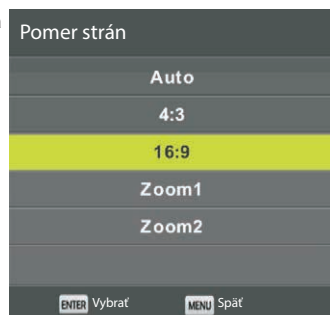 Pomer strán
Auto
4:3
16:9
Zoom1
Zoom2
ENTER Vybrať MENU Späť